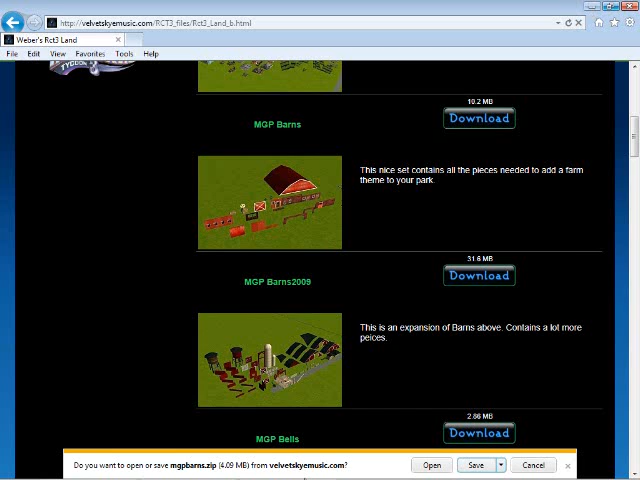 http://velvetskyemusic.com/RCT3_files/Rct3_Land_b.html
Weber's Rct3 Land
File Edit View Favorites Tools Help
TYCOON
10.2 MB
MGP Barns
Download
This nice set contains all the pieces needed to add a farm
theme to your park.
31.6 MB
MGP Barns2009
Download
This is an expansion of Barns above. Contains a lot more
peices.
2.86 MB
MGP Bells
Download
Do you want to open or save mgpbarns.zip (4.09 MB) from velvetskyemusic.com?
Open
Save
Cancel